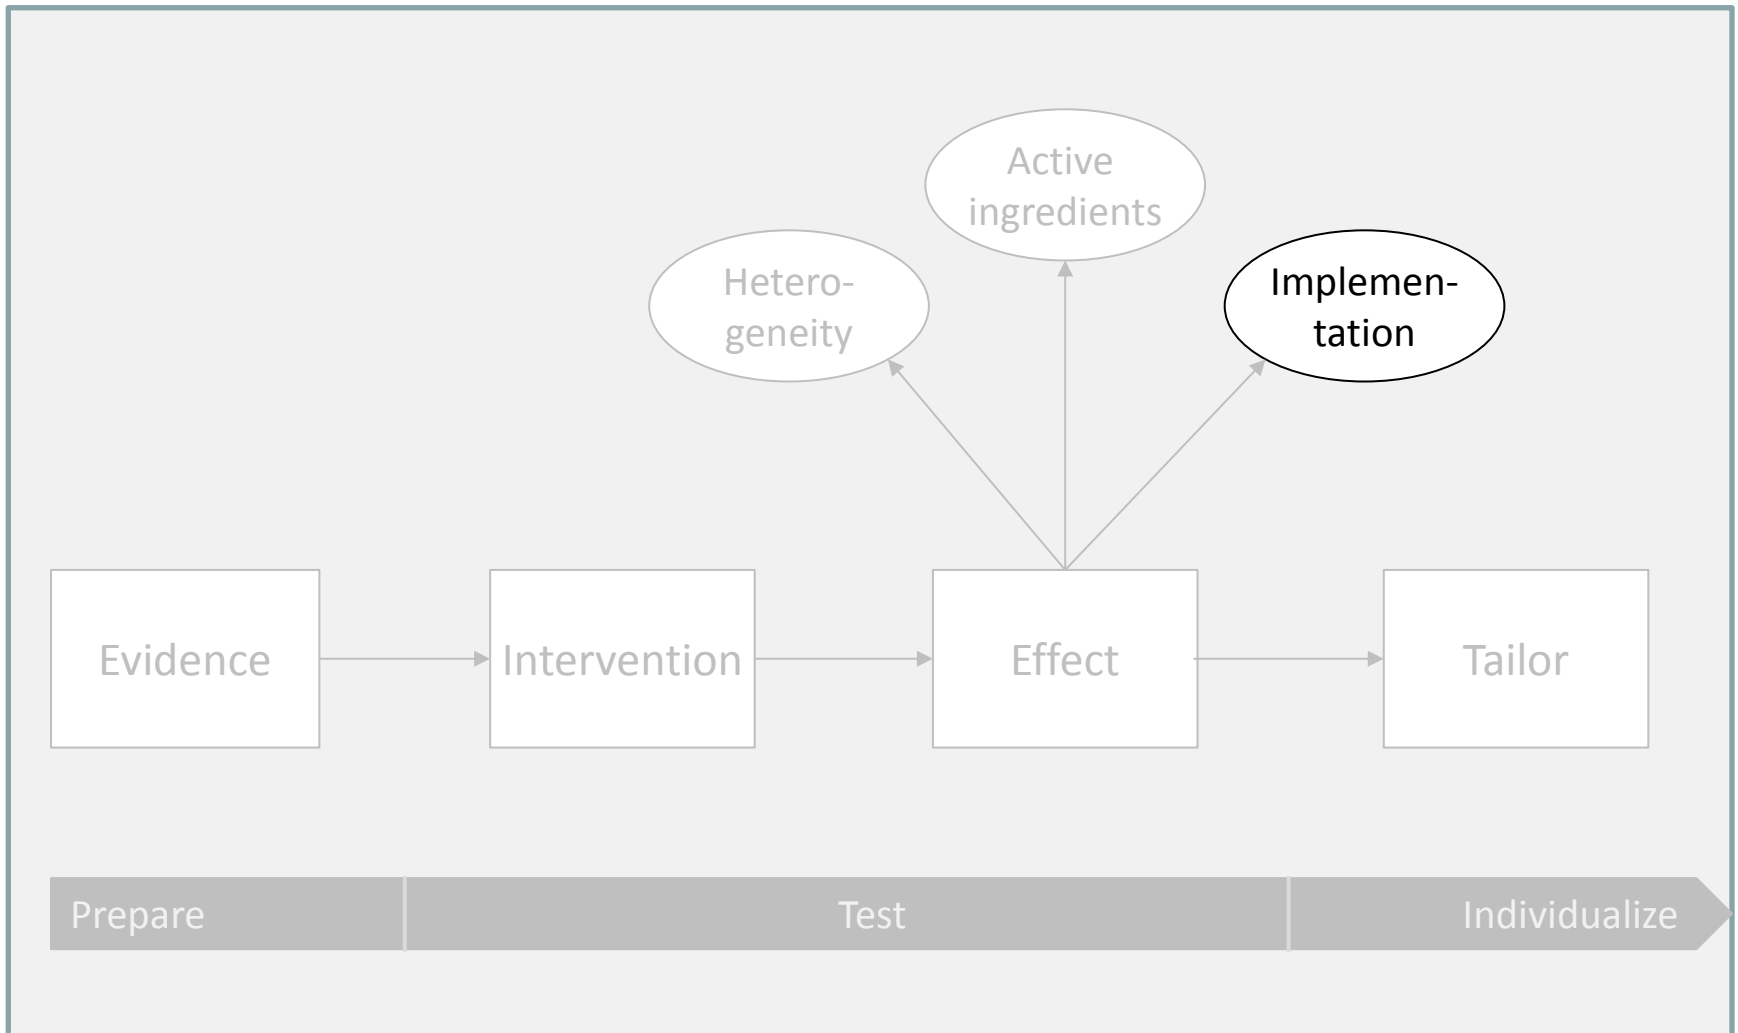 Active
ingredients
Hetero-
geneity
Implemen-
tation
Evidence
Intervention
Effect
Tailor
Prepare
Test
Individualize